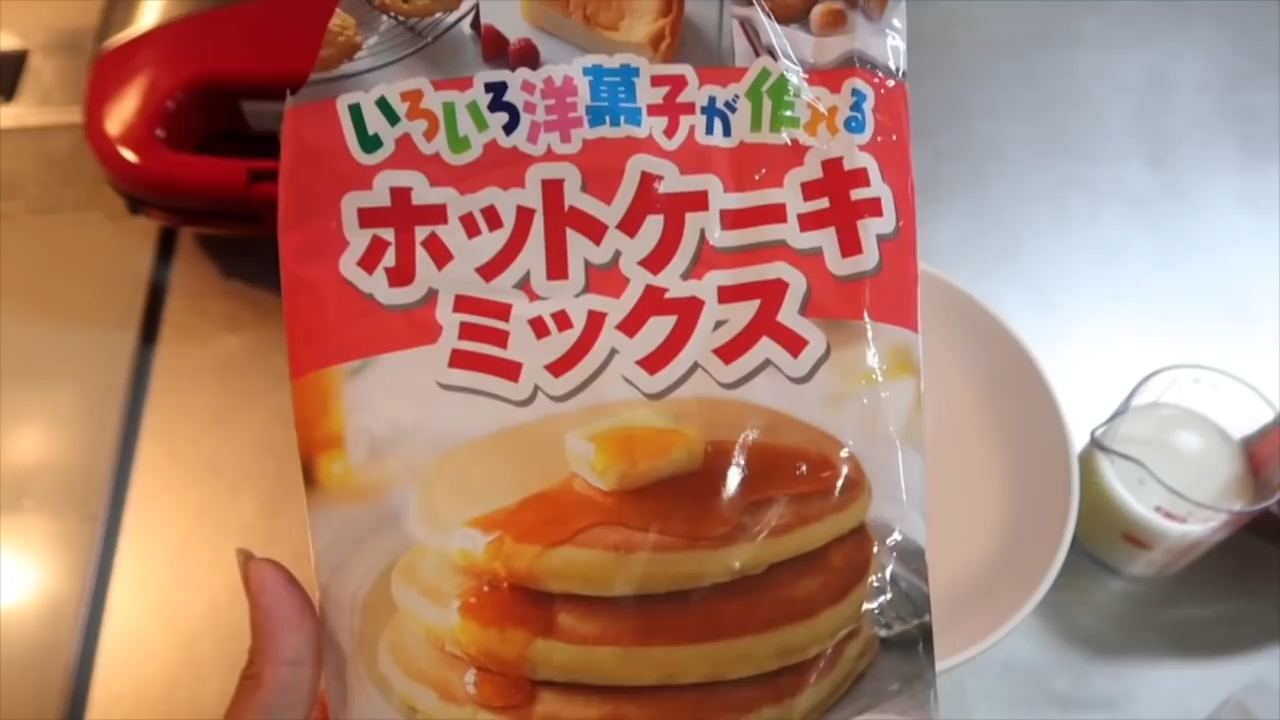 いろいろ洋菓子が作れる
ホットケーキ
ミックス